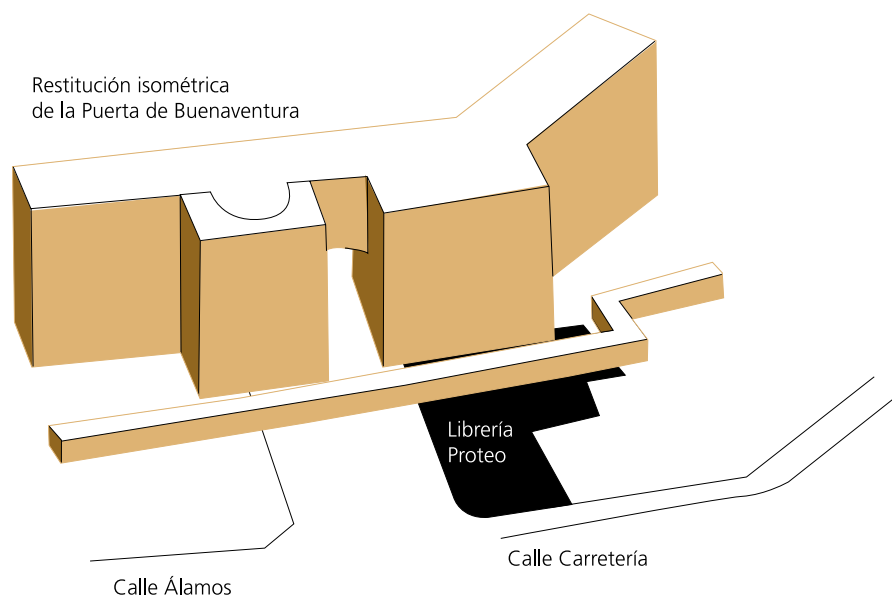 Restitución isométrica
de la Puerta de Buenaventura
Librería
Proteo
Calle Carretería
Calle Álamos